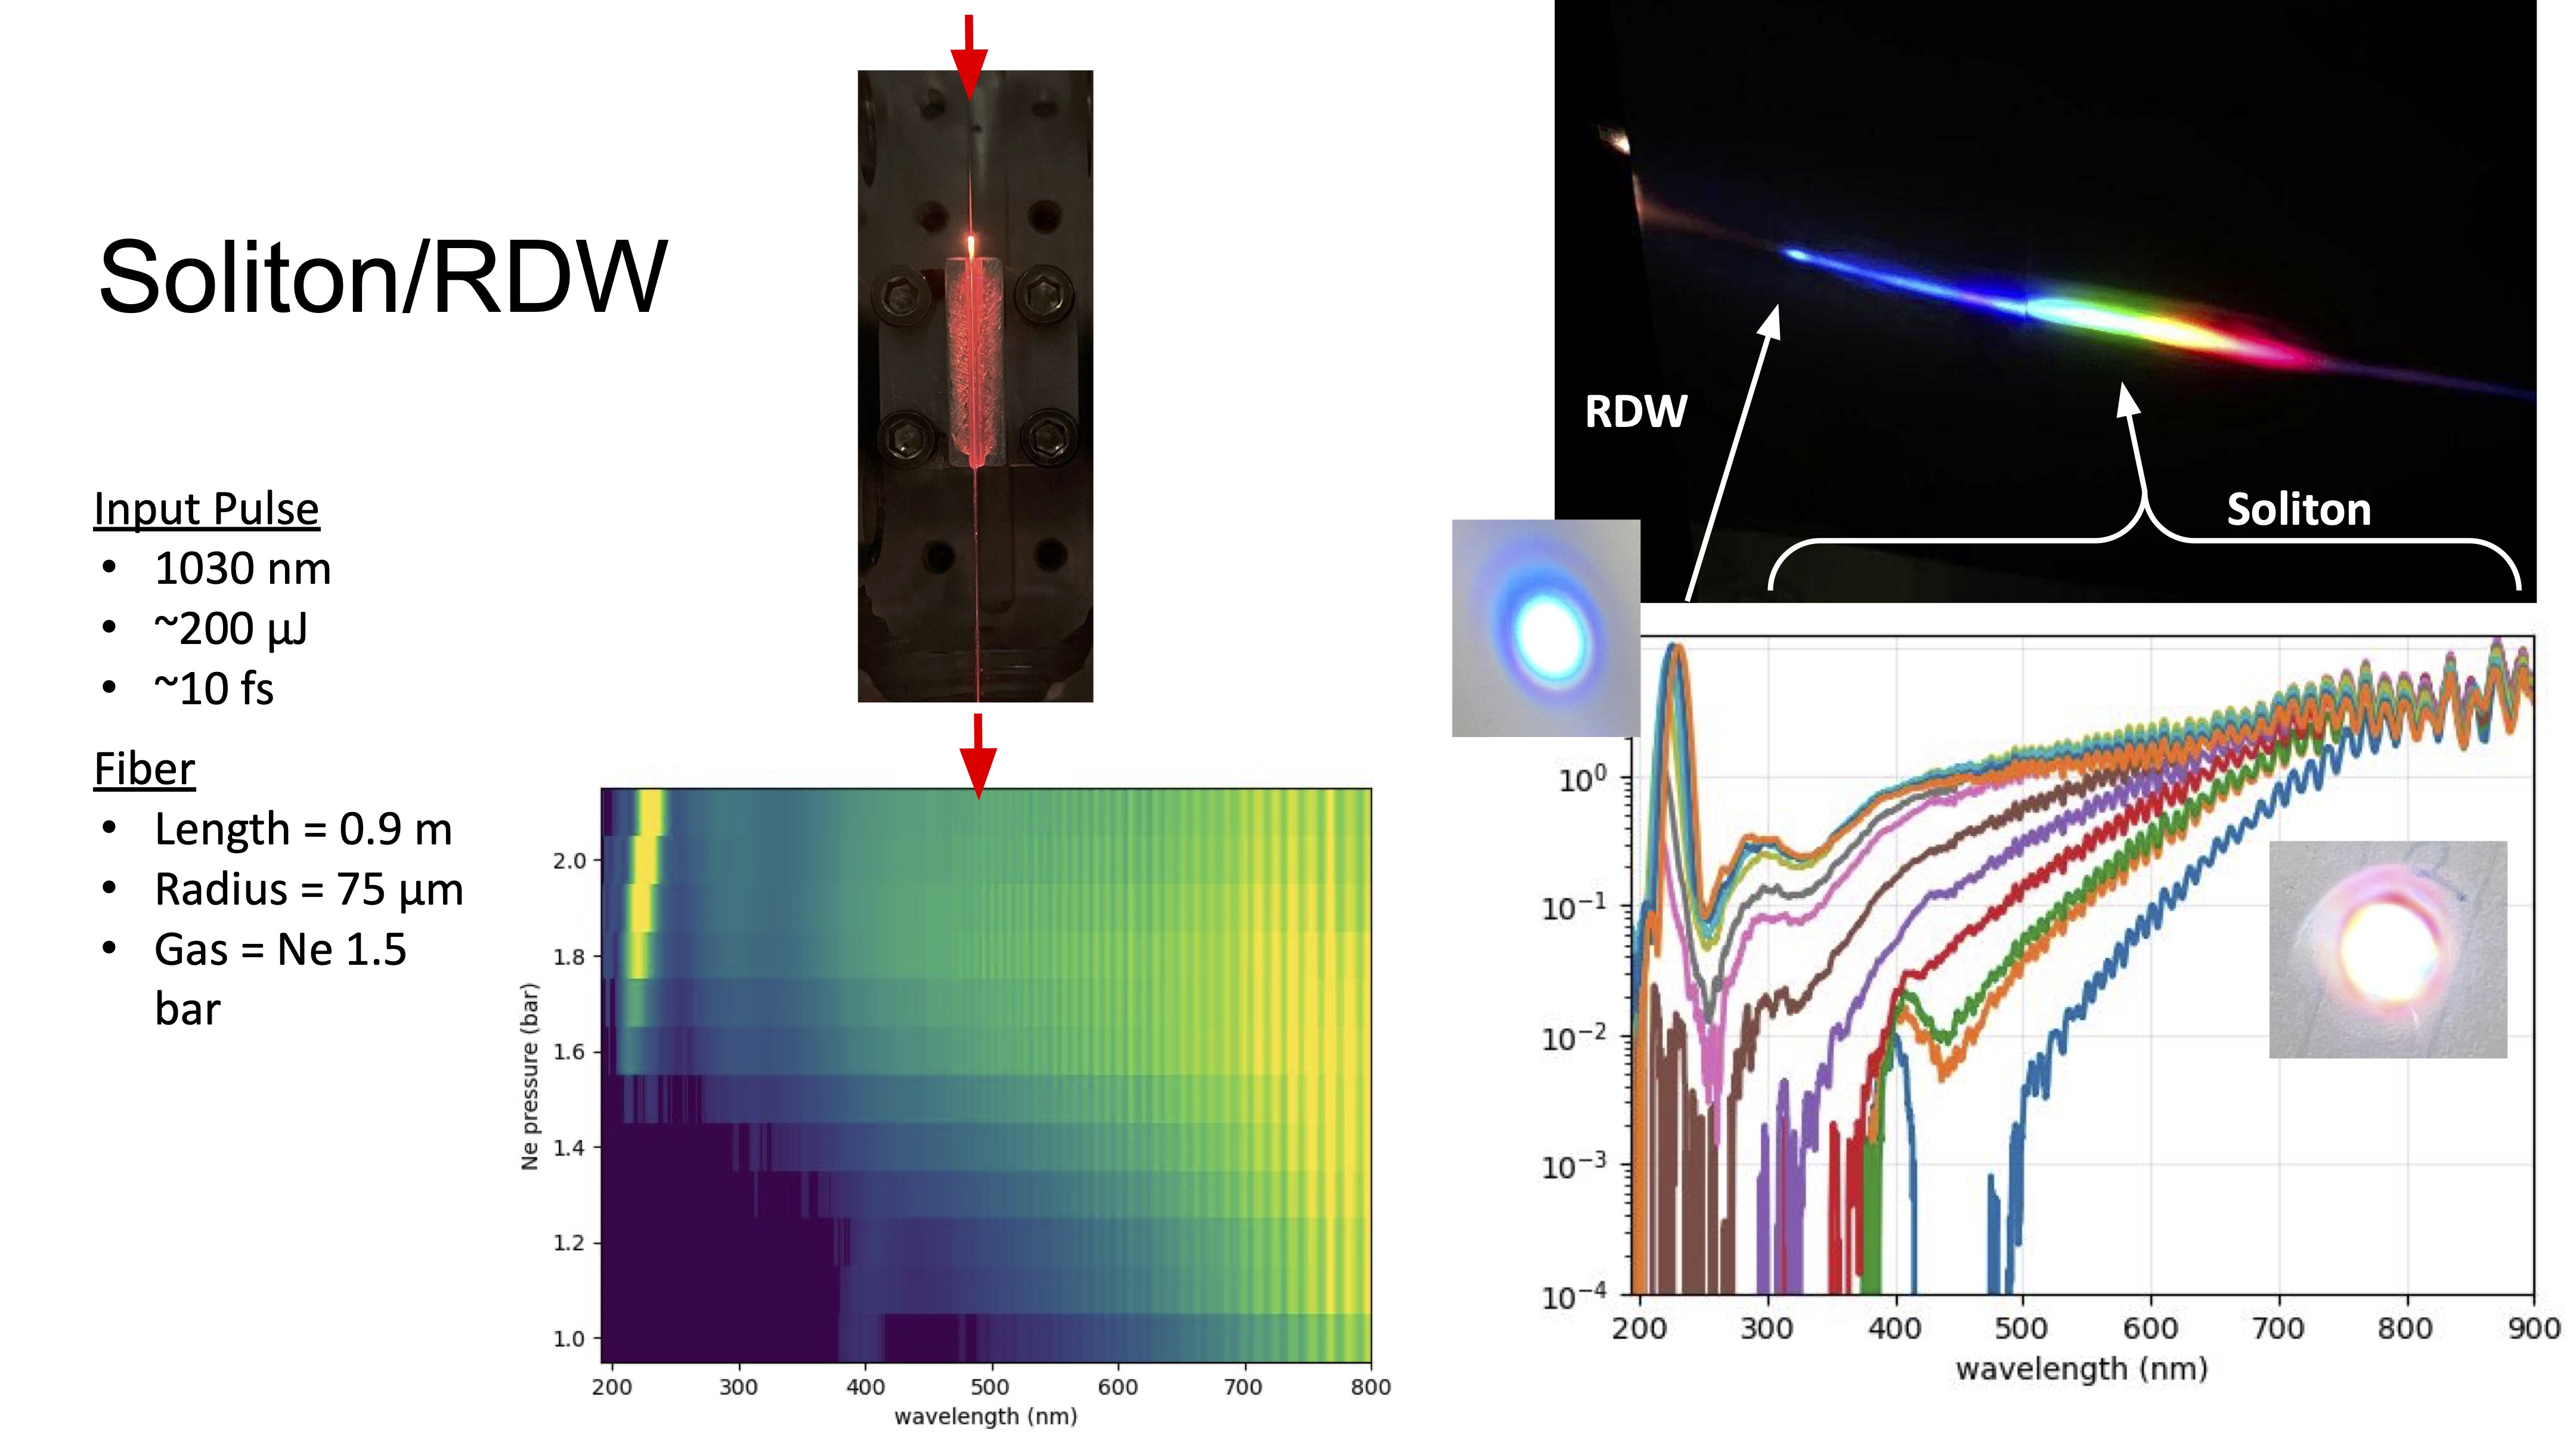 Soliton/RDW
Input Pulse
• 1030 nm
• ~200 µJ
• ~10 fs
Fiber
• Length = 0.9 m
• Radius = 75 µm
• Gas = Ne 1.5
bar
RDW
Soliton
Ne pressure (bar)
2.0
1.8
1.6
1.4
1.2
1.0
200 300 400 500 600 700 800
wavelength (nm)
10⁰
10⁻¹
10⁻²
10⁻³
10⁻⁴
200 300 400 500 600 700 800 900
wavelength (nm)